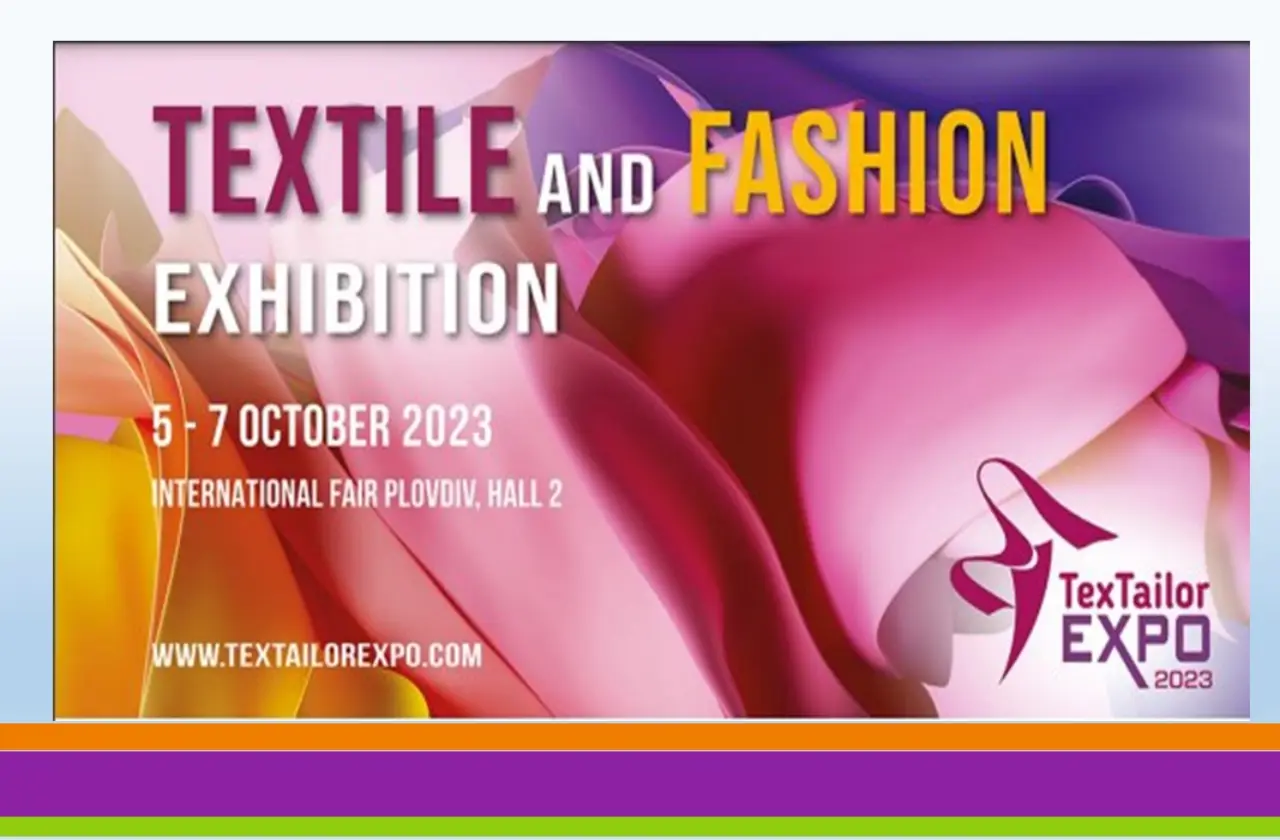 TEXTILE AND FASHION
EXHIBITION
5 - 7 OCTOBER 2023
INTERNATIONAL FAIR PLOVDIV, HALL 2
WWW.TEXTAILOREXPO.COM
TexTailor
EXPO
2023